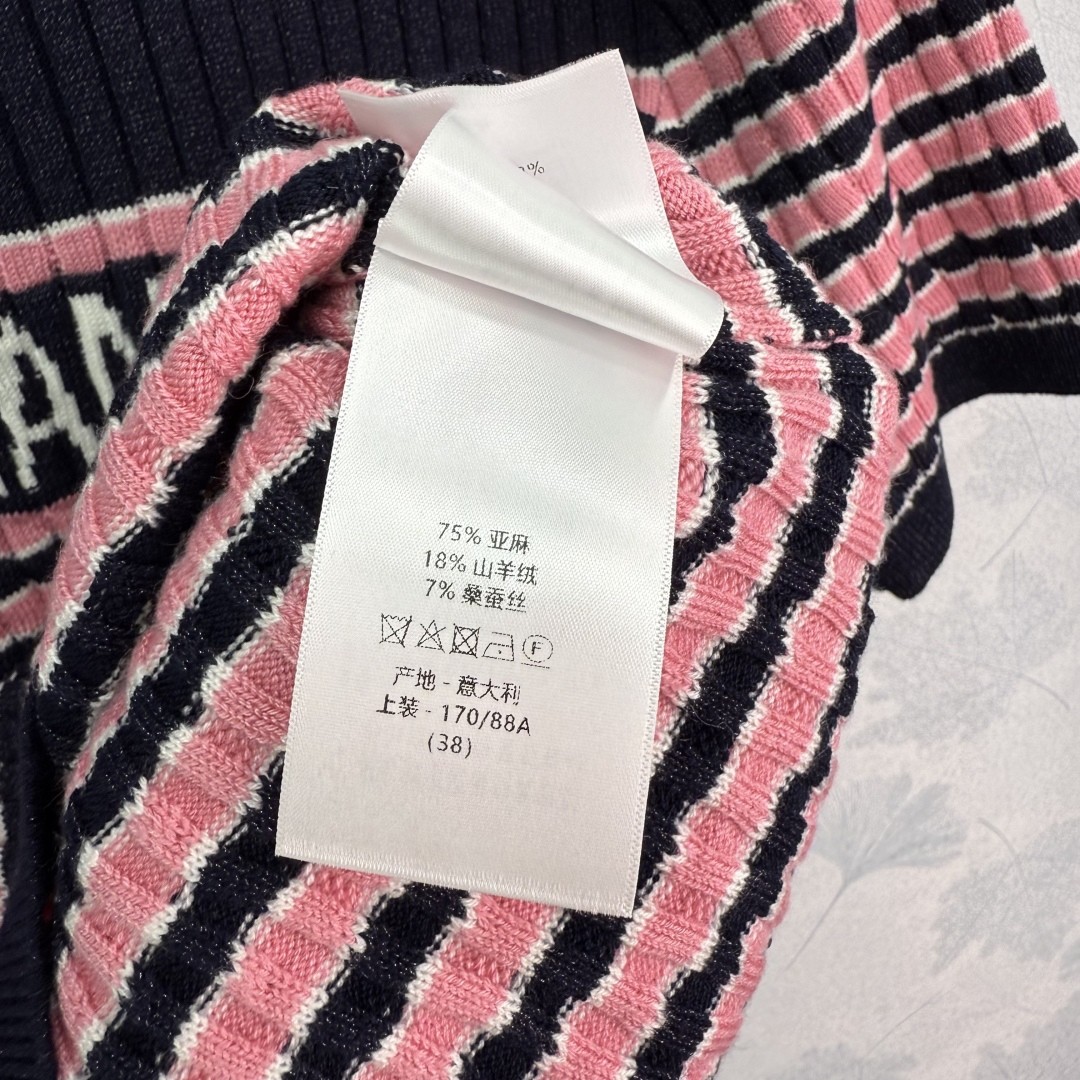 75% 亚麻
18% 山羊绒
7% 桑蚕丝
F
产地 - 意大利
上装 - 170/88A
(38)